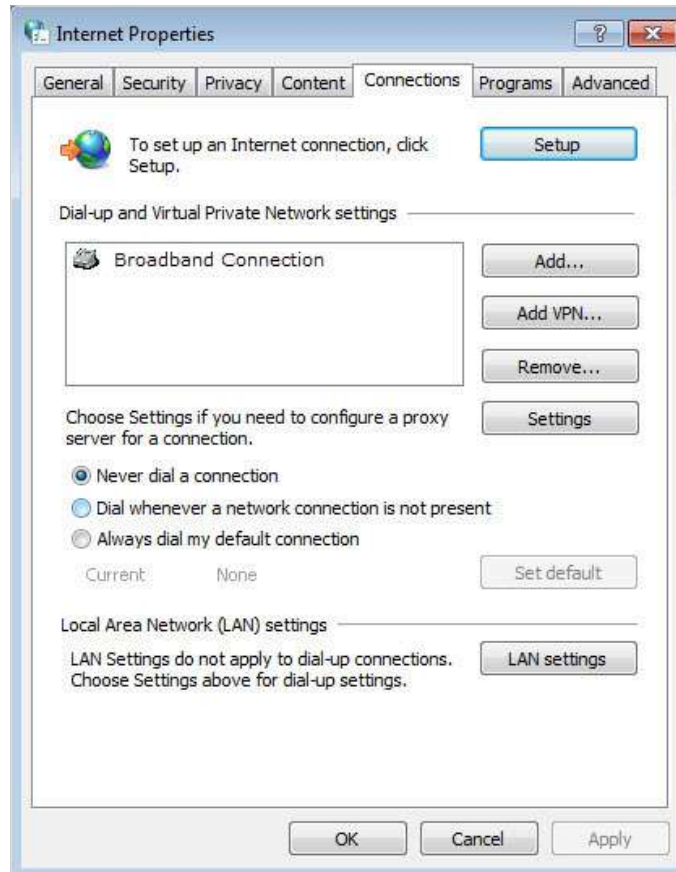 Internet Properties
General Security Privacy Content Connections Programs Advanced
To set up an Internet connection, click
Setup.
Setup
Dial-up and Virtual Private Network settings
Broadband Connection
Add...
Add VPN...
Remove...
Choose Settings if you need to configure a proxy
server for a connection.
Settings
Never dial a connection
Dial whenever a network connection is not present
Always dial my default connection
Current None
Set default
Local Area Network (LAN) settings
LAN Settings do not apply to dial-up connections.
Choose Settings above for dial-up settings.
LAN settings
OK Cancel Apply